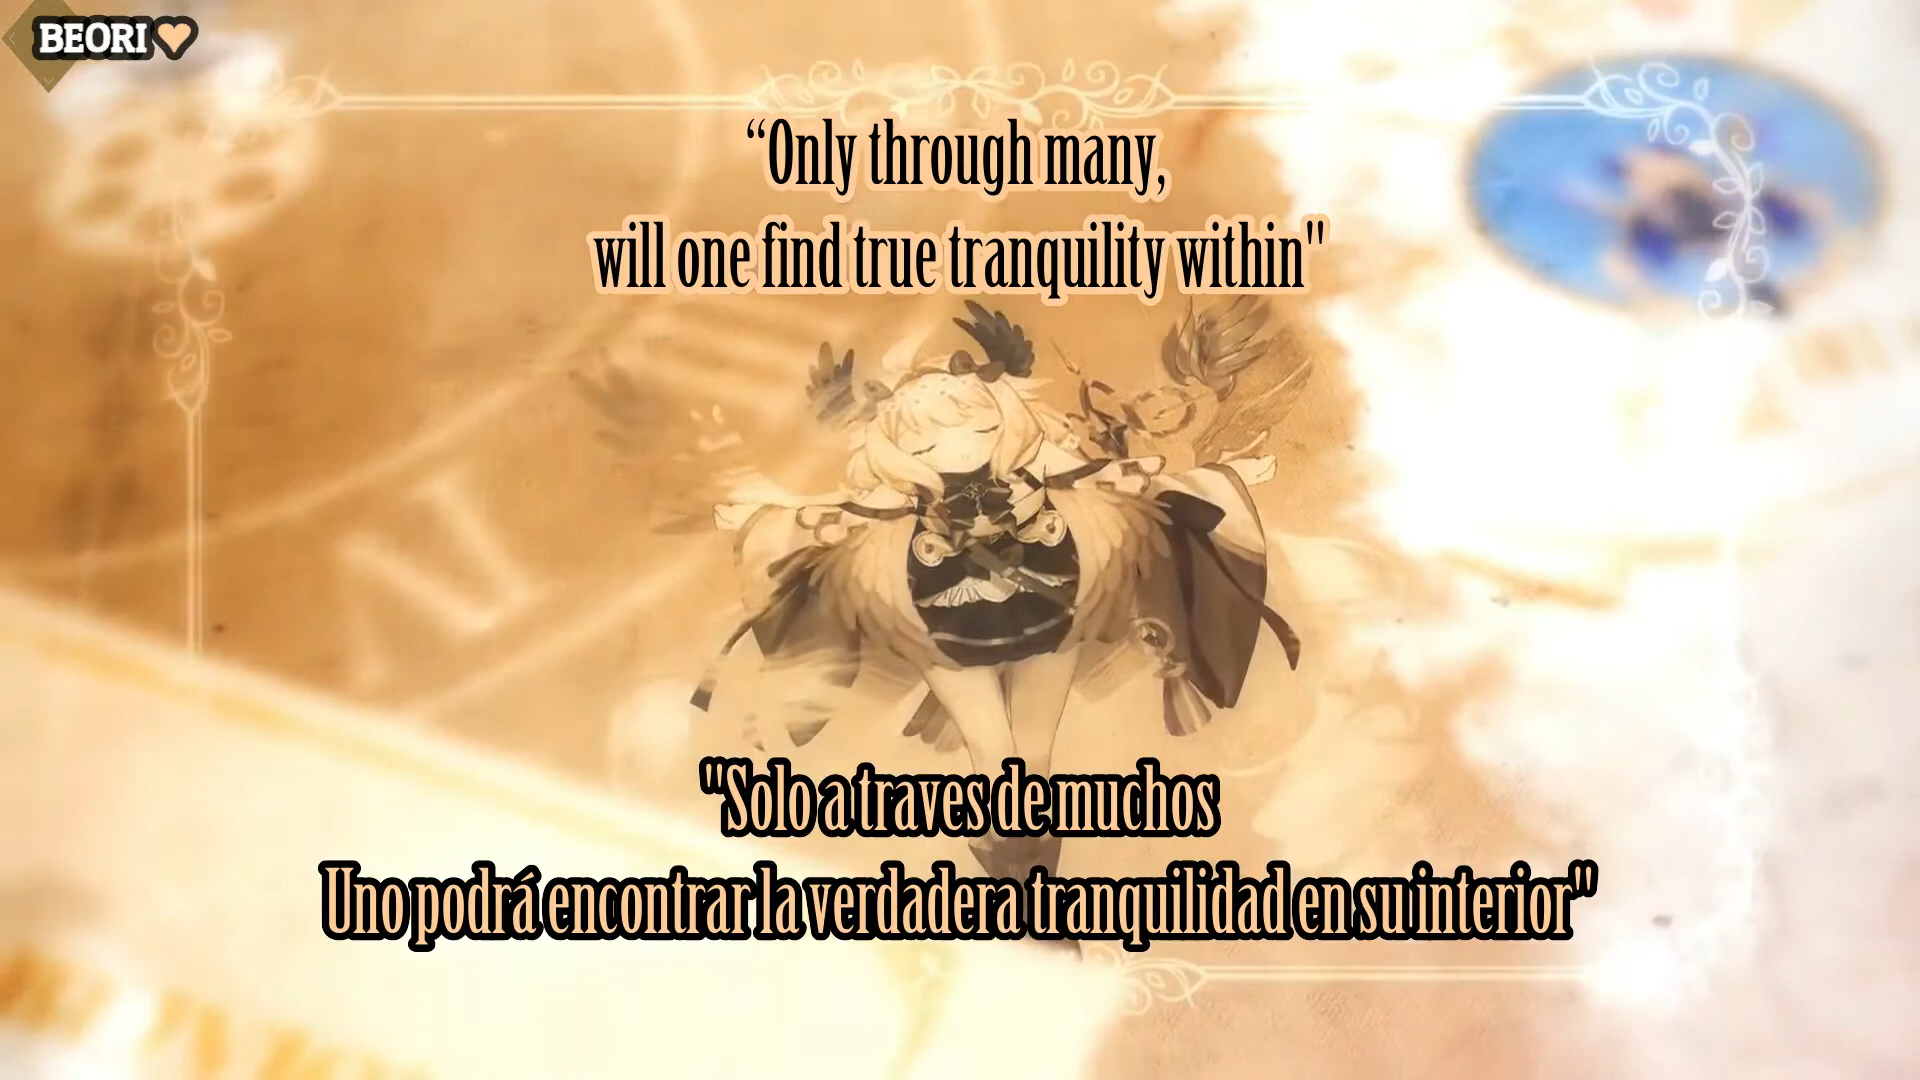 BEORI
“Only through many,
will one find true tranquility within"
"Solo a traves de muchos
Uno podrá encontrar la verdadera tranquilidad en su interior"